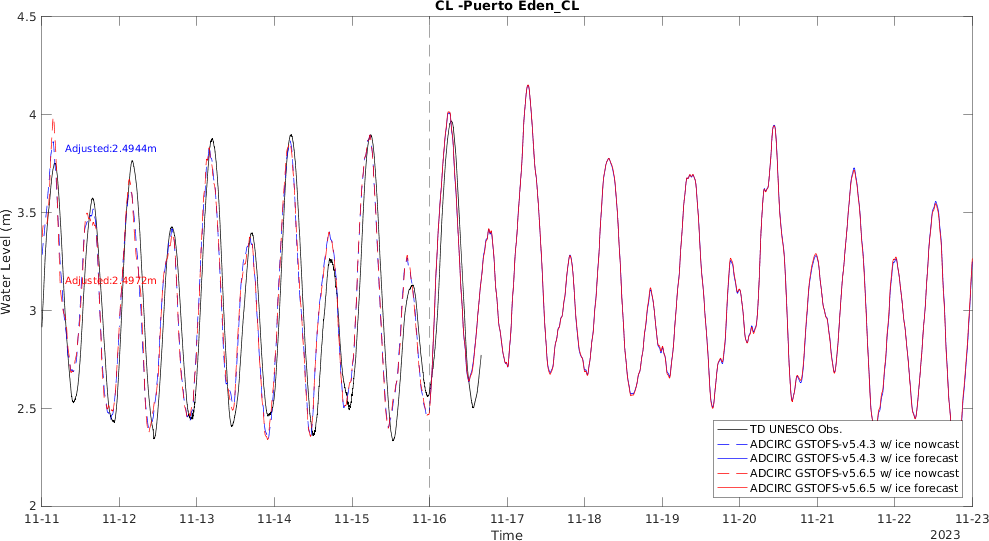 CL -Puerto Eden_CL
Water Level (m)
4.5
4
3.5
3
2.5
2
Adjusted:2.4944m
Adjusted:2.4972m
TD UNESCO Obs.
ADCIRC GSTOFS-v5.4.3 w/ ice nowcast
ADCIRC GSTOFS-v5.4.3 w/ ice forecast
ADCIRC GSTOFS-v5.6.5 w/ ice nowcast
ADCIRC GSTOFS-v5.6.5 w/ ice forecast
11-11 11-12 11-13 11-14 11-15 11-16 11-17 11-18 11-19 11-20 11-21 11-22 11-23
Time
2023